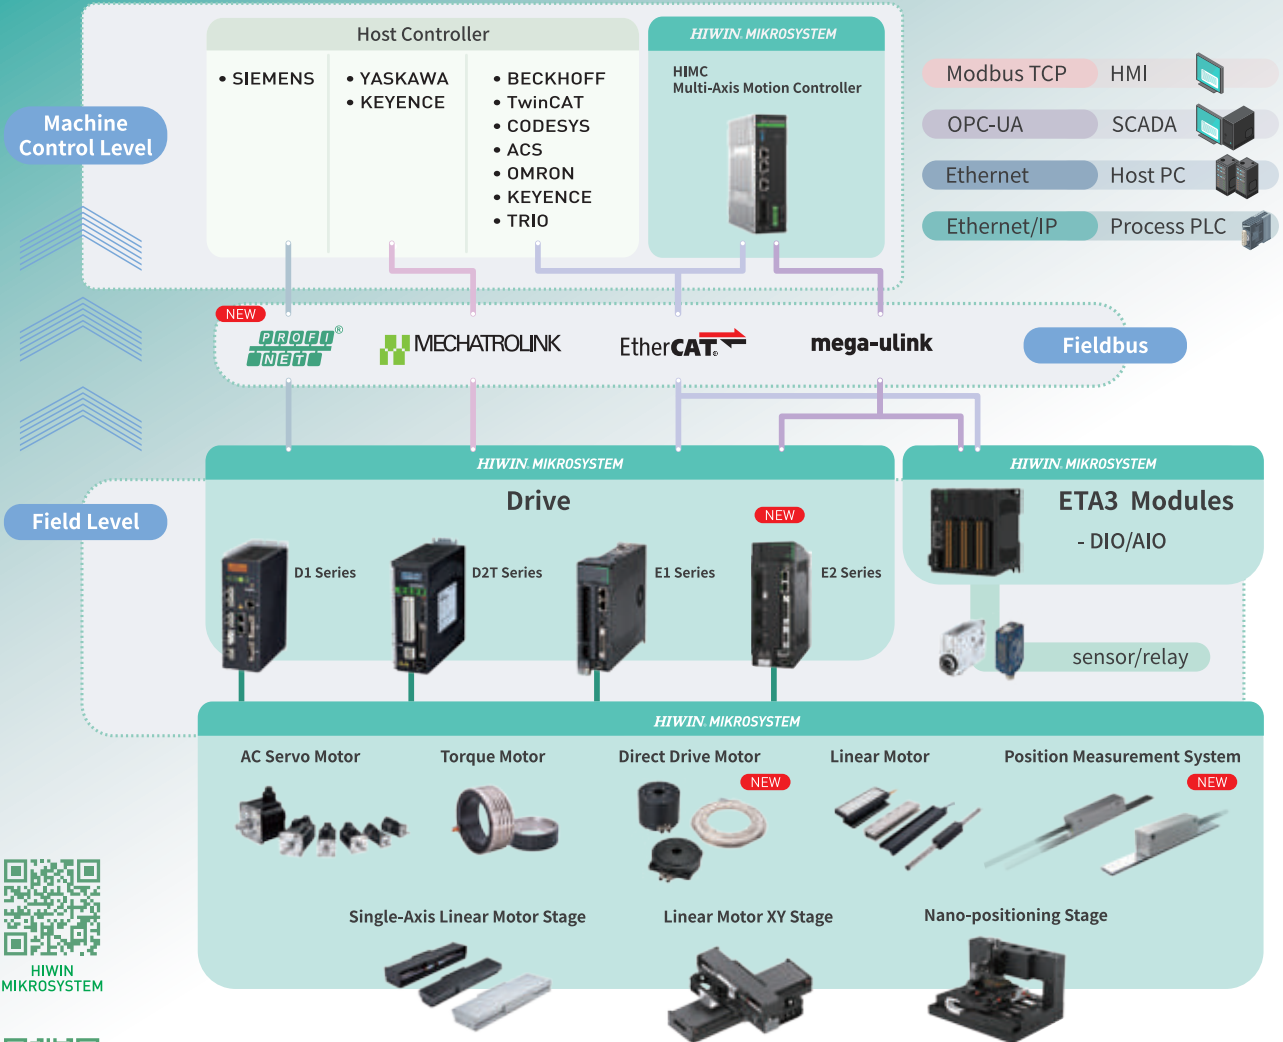 Host Controller
• SIEMENS
• YASKAWA
• KEYENCE
• BECKHOFF
• TwinCAT
• CODESYS
• ACS
• OMRON
• KEYENCE
• TRIO
HIWIN. MIKROSYSTEM
HIMC
Multi-Axis Motion Controller
Modbus TCP HMI
OPC-UA SCADA
Ethernet Host PC
Ethernet/IP Process PLC
Machine
Control Level
NEW
PROFI
NET®
MECHATROLINK
EtherCAT®
mega-ulink
Fieldbus
Field Level
HIWIN. MIKROSYSTEM
Drive
D1 Series
D2T Series
E1 Series
NEW
E2 Series
HIWIN. MIKROSYSTEM
ETA3 Modules
- DIO/AIO
sensor/relay
HIWIN. MIKROSYSTEM
AC Servo Motor
Torque Motor
Direct Drive Motor
NEW
Linear Motor
Position Measurement System
NEW
Single-Axis Linear Motor Stage
Linear Motor XY Stage
Nano-positioning Stage
HIWIN
MIKROSYSTEM